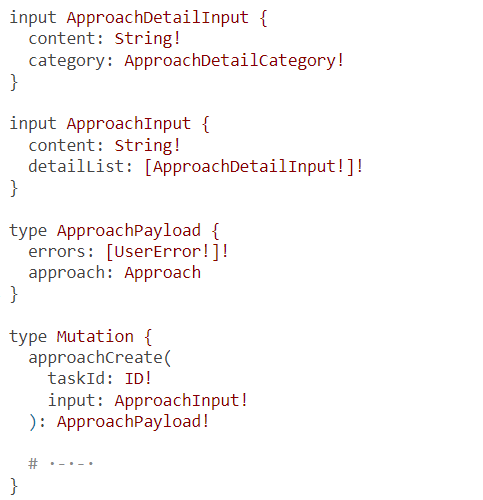 input ApproachDetailInput {
  content: String!
  category: ApproachDetailCategory!
}

input ApproachInput {
  content: String!
  detailList: [ApproachDetailInput!]!
}

type ApproachPayload {
  errors: [UserError!]!
  approach: Approach
}

type Mutation {
  approachCreate(
    taskId: ID!
    input: ApproachInput!
  ): ApproachPayload!

  # ·-·-·
}